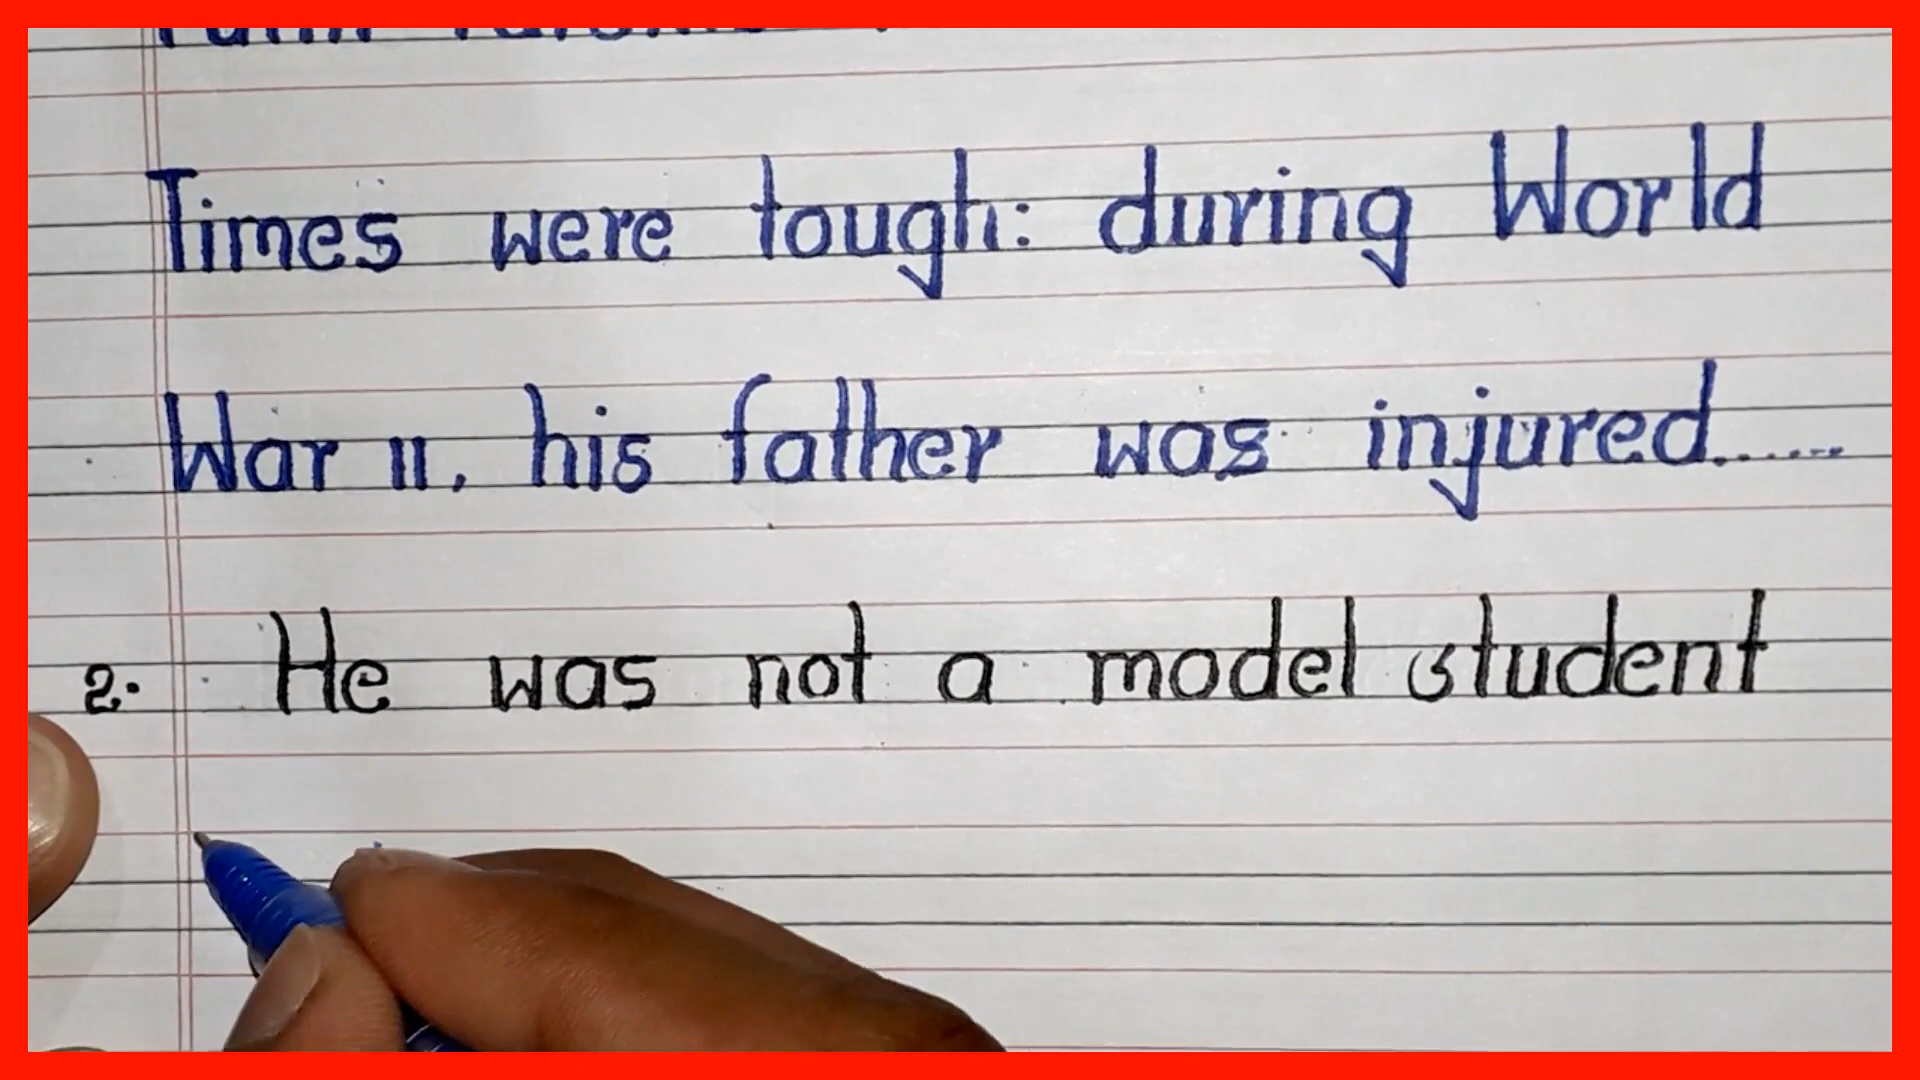 Times were tough: during World
War II, his father was injured......
2. He was not a model student